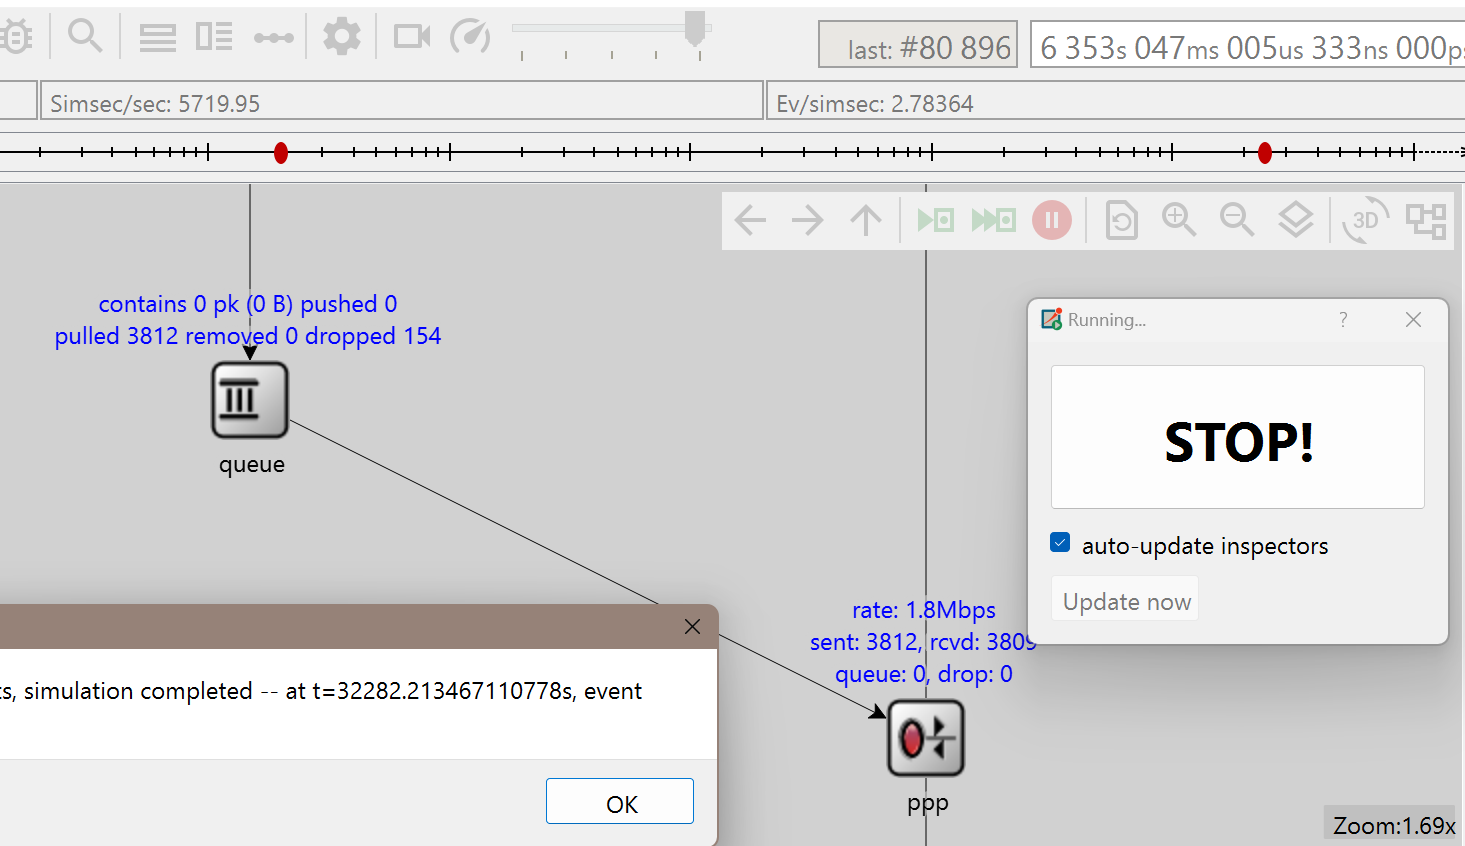 last: #80 896
6 353s 047ms 005us 333ns 000ps
Simsec/sec: 5719.95
Ev/simsec: 2.78364
3D
contains 0 pk (0 B) pushed 0
pulled 3812 removed 0 dropped 154
queue
Running...
?
STOP!
auto-update inspectors
Update now
rate: 1.8Mbps
sent: 3812, rcvd: 3809
queue: 0, drop: 0
ppp
s, simulation completed -- at t=32282.213467110778s, event
OK
Zoom:1.69x